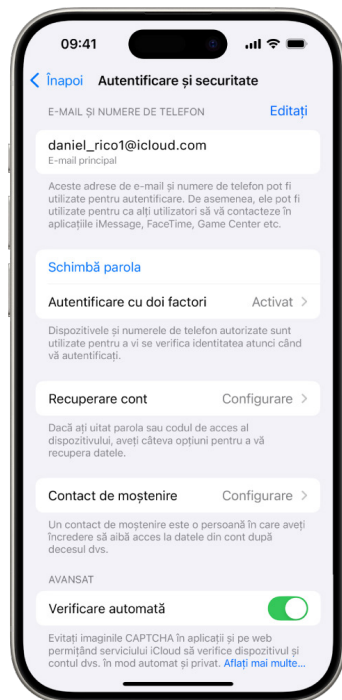 09:41
Înapoi Autentificare și securitate
E-MAIL ȘI NUMERE DE TELEFON Editați
daniel_rico1@icloud.com
E-mail principal
Aceste adrese de e-mail și numere de telefon pot fi
utilizate pentru autentificare. De asemenea, ele pot fi
utilizate pentru ca alți utilizatori să vă contacteze în
aplicațiile iMessage, FaceTime, Game Center etc.
Schimbă parola
Autentificare cu doi factori Activat
Dispozitivele și numerele de telefon autorizate sunt
utilizate pentru a vi se verifica identitatea atunci când
vă autentificați.
Recuperare cont Configurare
Dacă ați uitat parola sau codul de acces al
dispozitivului, aveți câteva opțiuni pentru a vă
recupera datele.
Contact de moștenire Configurare
Un contact de moștenire este o persoană în care aveți
încredere să aibă acces la datele din cont după
decesul dvs.
AVANSAT
Verificare automată
Evitați imaginile CAPTCHA în aplicații și pe web
permițând serviciului iCloud să verifice dispozitivul și
contul dvs. în mod automat și privat. Aflați mai multe...